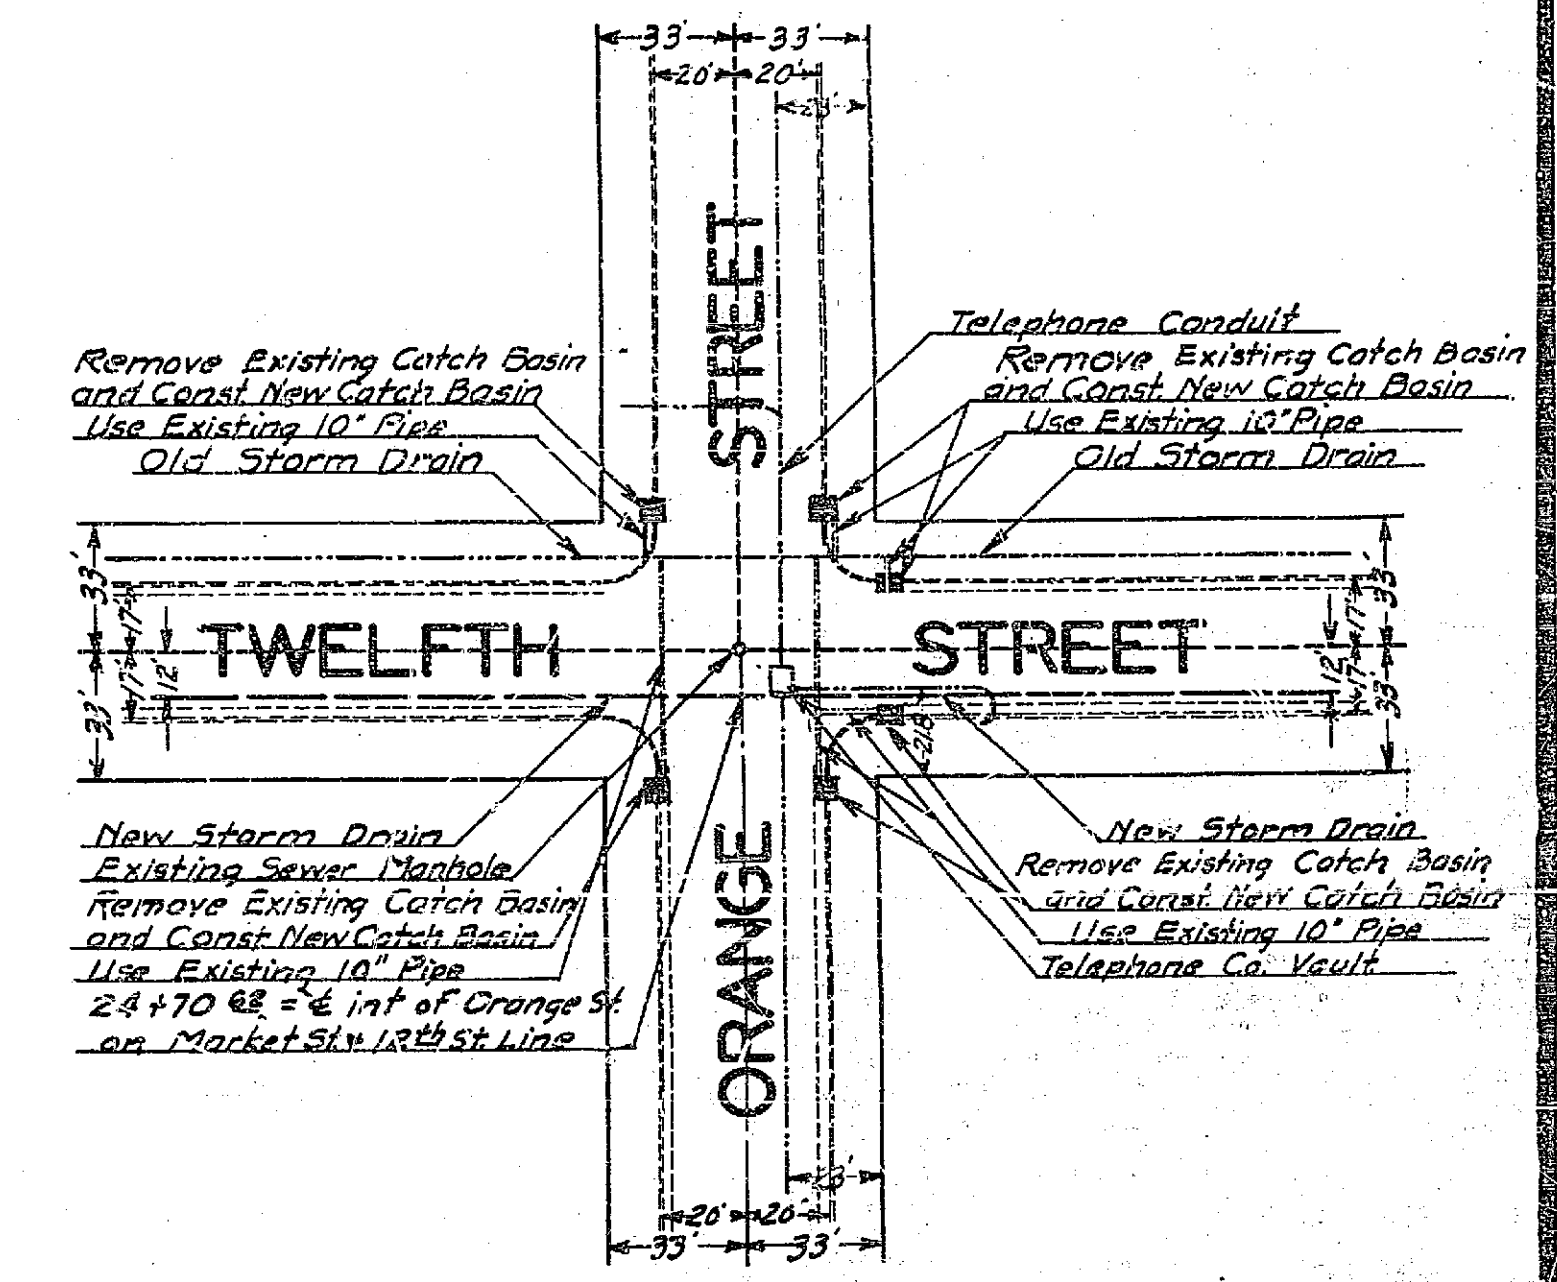 33' 33'
20' 20'
STREET
Telephone Conduit
Remove Existing Catch Basin
and Const. New Catch Basin
Use Existing 10" Pipe
Old Storm Drain
Remove Existing Catch Basin
and Const. New Catch Basin
Use Existing 10" Pipe
Old Storm Drain
33'
17'
TWELFTH STREET
17'
12'
33'
33'
17'
12'
17'
33'
21.8
New Storm Drain
Existing Sewer Manhole
Remove Existing Catch Basin
and Const New Catch Basin
Use Existing 10" Pipe
24+70 62 = ℄ int of Orange St.
on Market St & 12th St. Line
ORANGE
New Storm Drain
Remove Existing Catch Basin
and Const. New Catch Basin
Use Existing 10" Pipe
Telephone Co. Vault
20' 20'
33' 33'